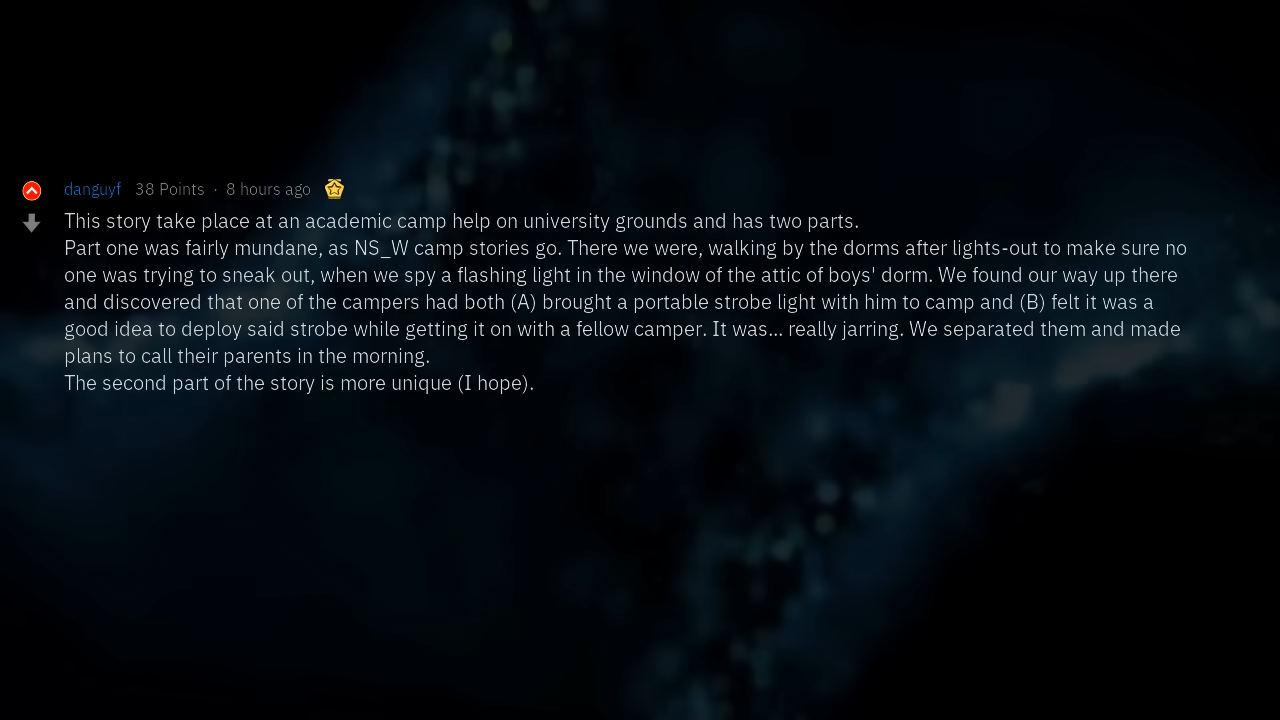 danguyf 38 Points · 8 hours ago
This story take place at an academic camp help on university grounds and has two parts.
Part one was fairly mundane, as NS_W camp stories go. There we were, walking by the dorms after lights-out to make sure no
one was trying to sneak out, when we spy a flashing light in the window of the attic of boys' dorm. We found our way up there
and discovered that one of the campers had both (A) brought a portable strobe light with him to camp and (B) felt it was a
good idea to deploy said strobe while getting it on with a fellow camper. It was... really jarring. We separated them and made
plans to call their parents in the morning.
The second part of the story is more unique (I hope).